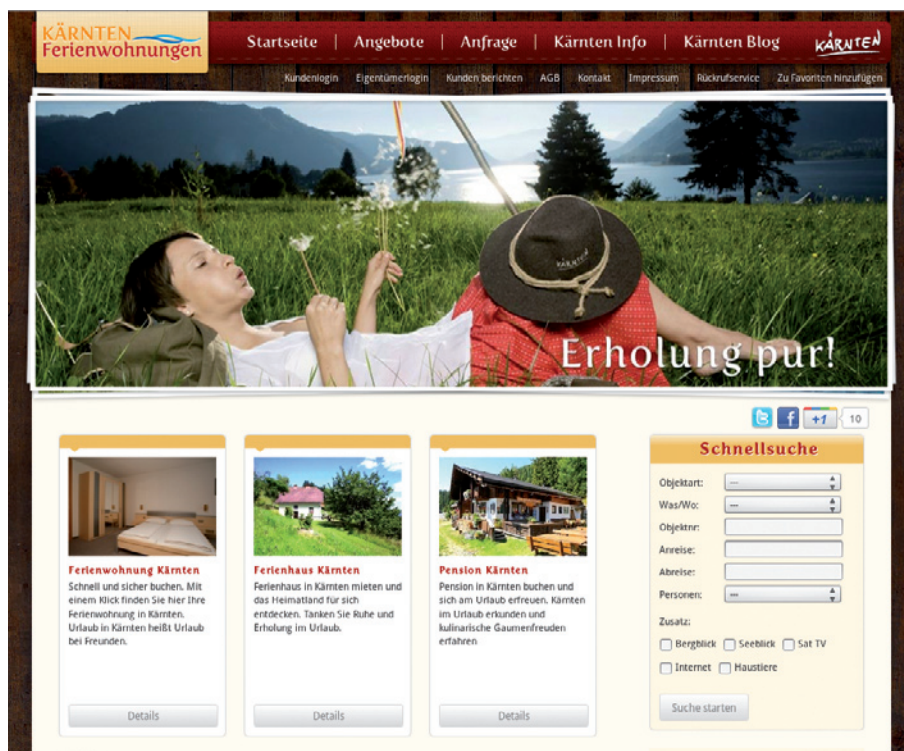 KÄRNTEN
Ferienwohnungen
Startseite | Angebote | Anfrage | Kärnten Info | Kärnten Blog
KÄRNTEN
Kundenlogin Eigentümerlogin Kunden berichten AGB Kontakt Impressum Rückrufservice Zu Favoriten hinzufügen
KÄRNTEN
Erholung pur!
+1 10
Ferienwohnung Kärnten
Schnell und sicher buchen. Mit
einem Klick finden Sie hier Ihre
Ferienwohnung in Kärnten.
Urlaub in Kärnten heißt Urlaub
bei Freunden.
Details
Ferienhaus Kärnten
Ferienhaus in Kärnten mieten und
das Heimatland für sich
entdecken. Tanken Sie Ruhe und
Erholung im Urlaub.
Details
Pension Kärnten
Pension in Kärnten buchen und
sich am Urlaub erfreuen. Kärnten
im Urlaub erkunden und
kulinarische Gaumenfreuden
erfahren
Details
Schnellsuche
Objektart: ---
Was/Wo: ---
Objektnr:
Anreise:
Abreise:
Personen: ---
Zusatz:
Bergblick Seeblick Sat TV
Internet Haustiere
Suche starten